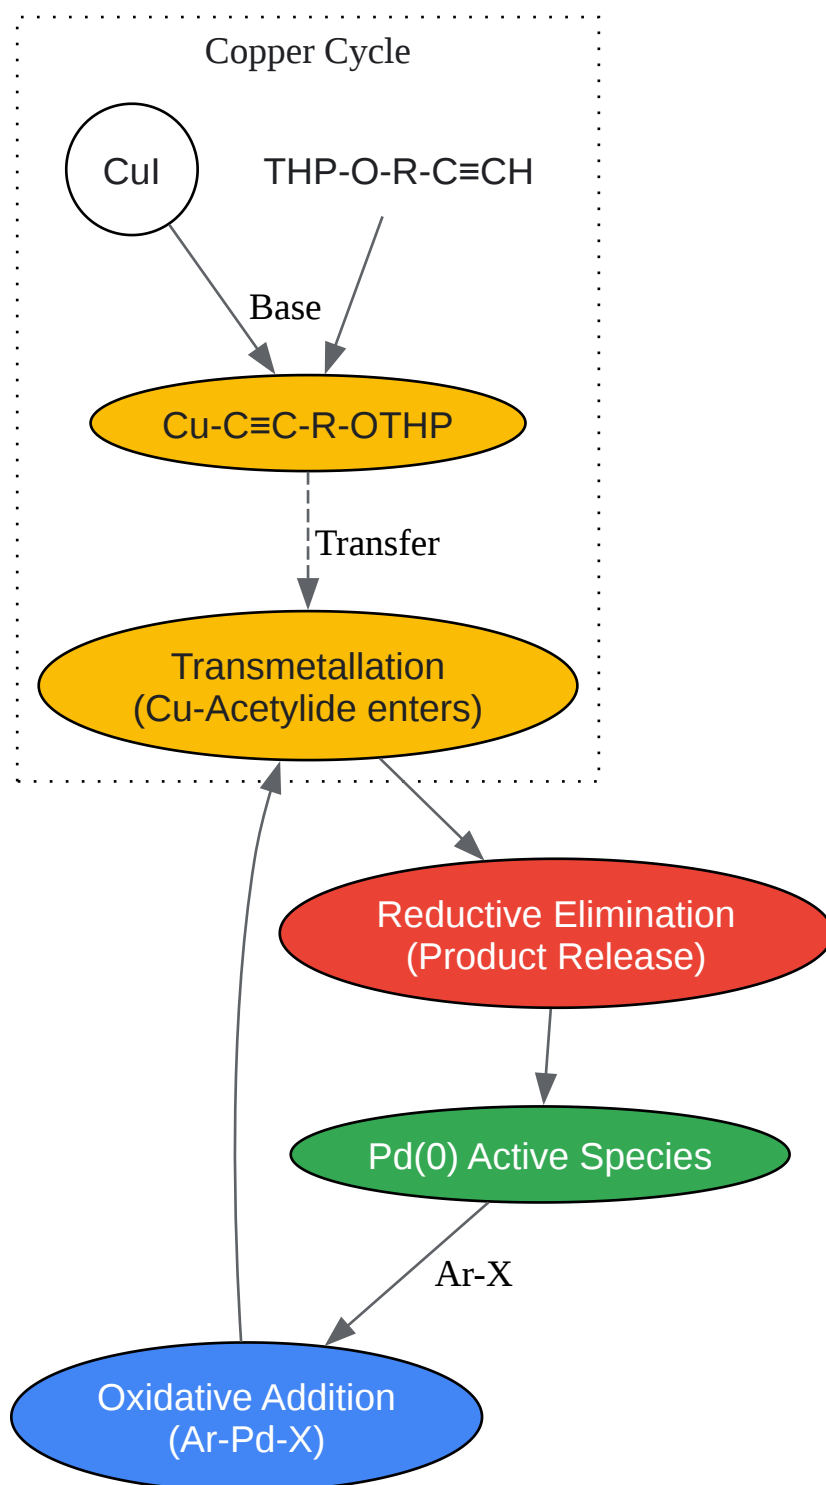 Copper Cycle
CuI
THP-O-R-C≡CH
Base
Cu-C≡C-R-OTHP
Transfer
Transmetallation
(Cu-Acetylide enters)
Reductive Elimination
(Product Release)
Pd(0) Active Species
Ar-X
Oxidative Addition
(Ar-Pd-X)